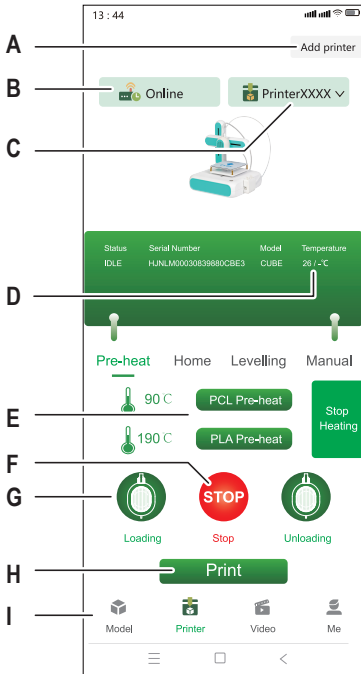 13 : 44
A
Add printer
B
Online
PrinterXXXX
C
Status Serial Number Model Temperature
IDLE HJNLM00030839880CBE3 CUBE 26 / -℃
D
Pre-heat Home Levelling Manual
90℃ PCL Pre-heat
E
Stop
Heating
190℃ PLA Pre-heat
F
STOP
G
Loading Stop Unloading
H
Print
I
Model Printer Video Me